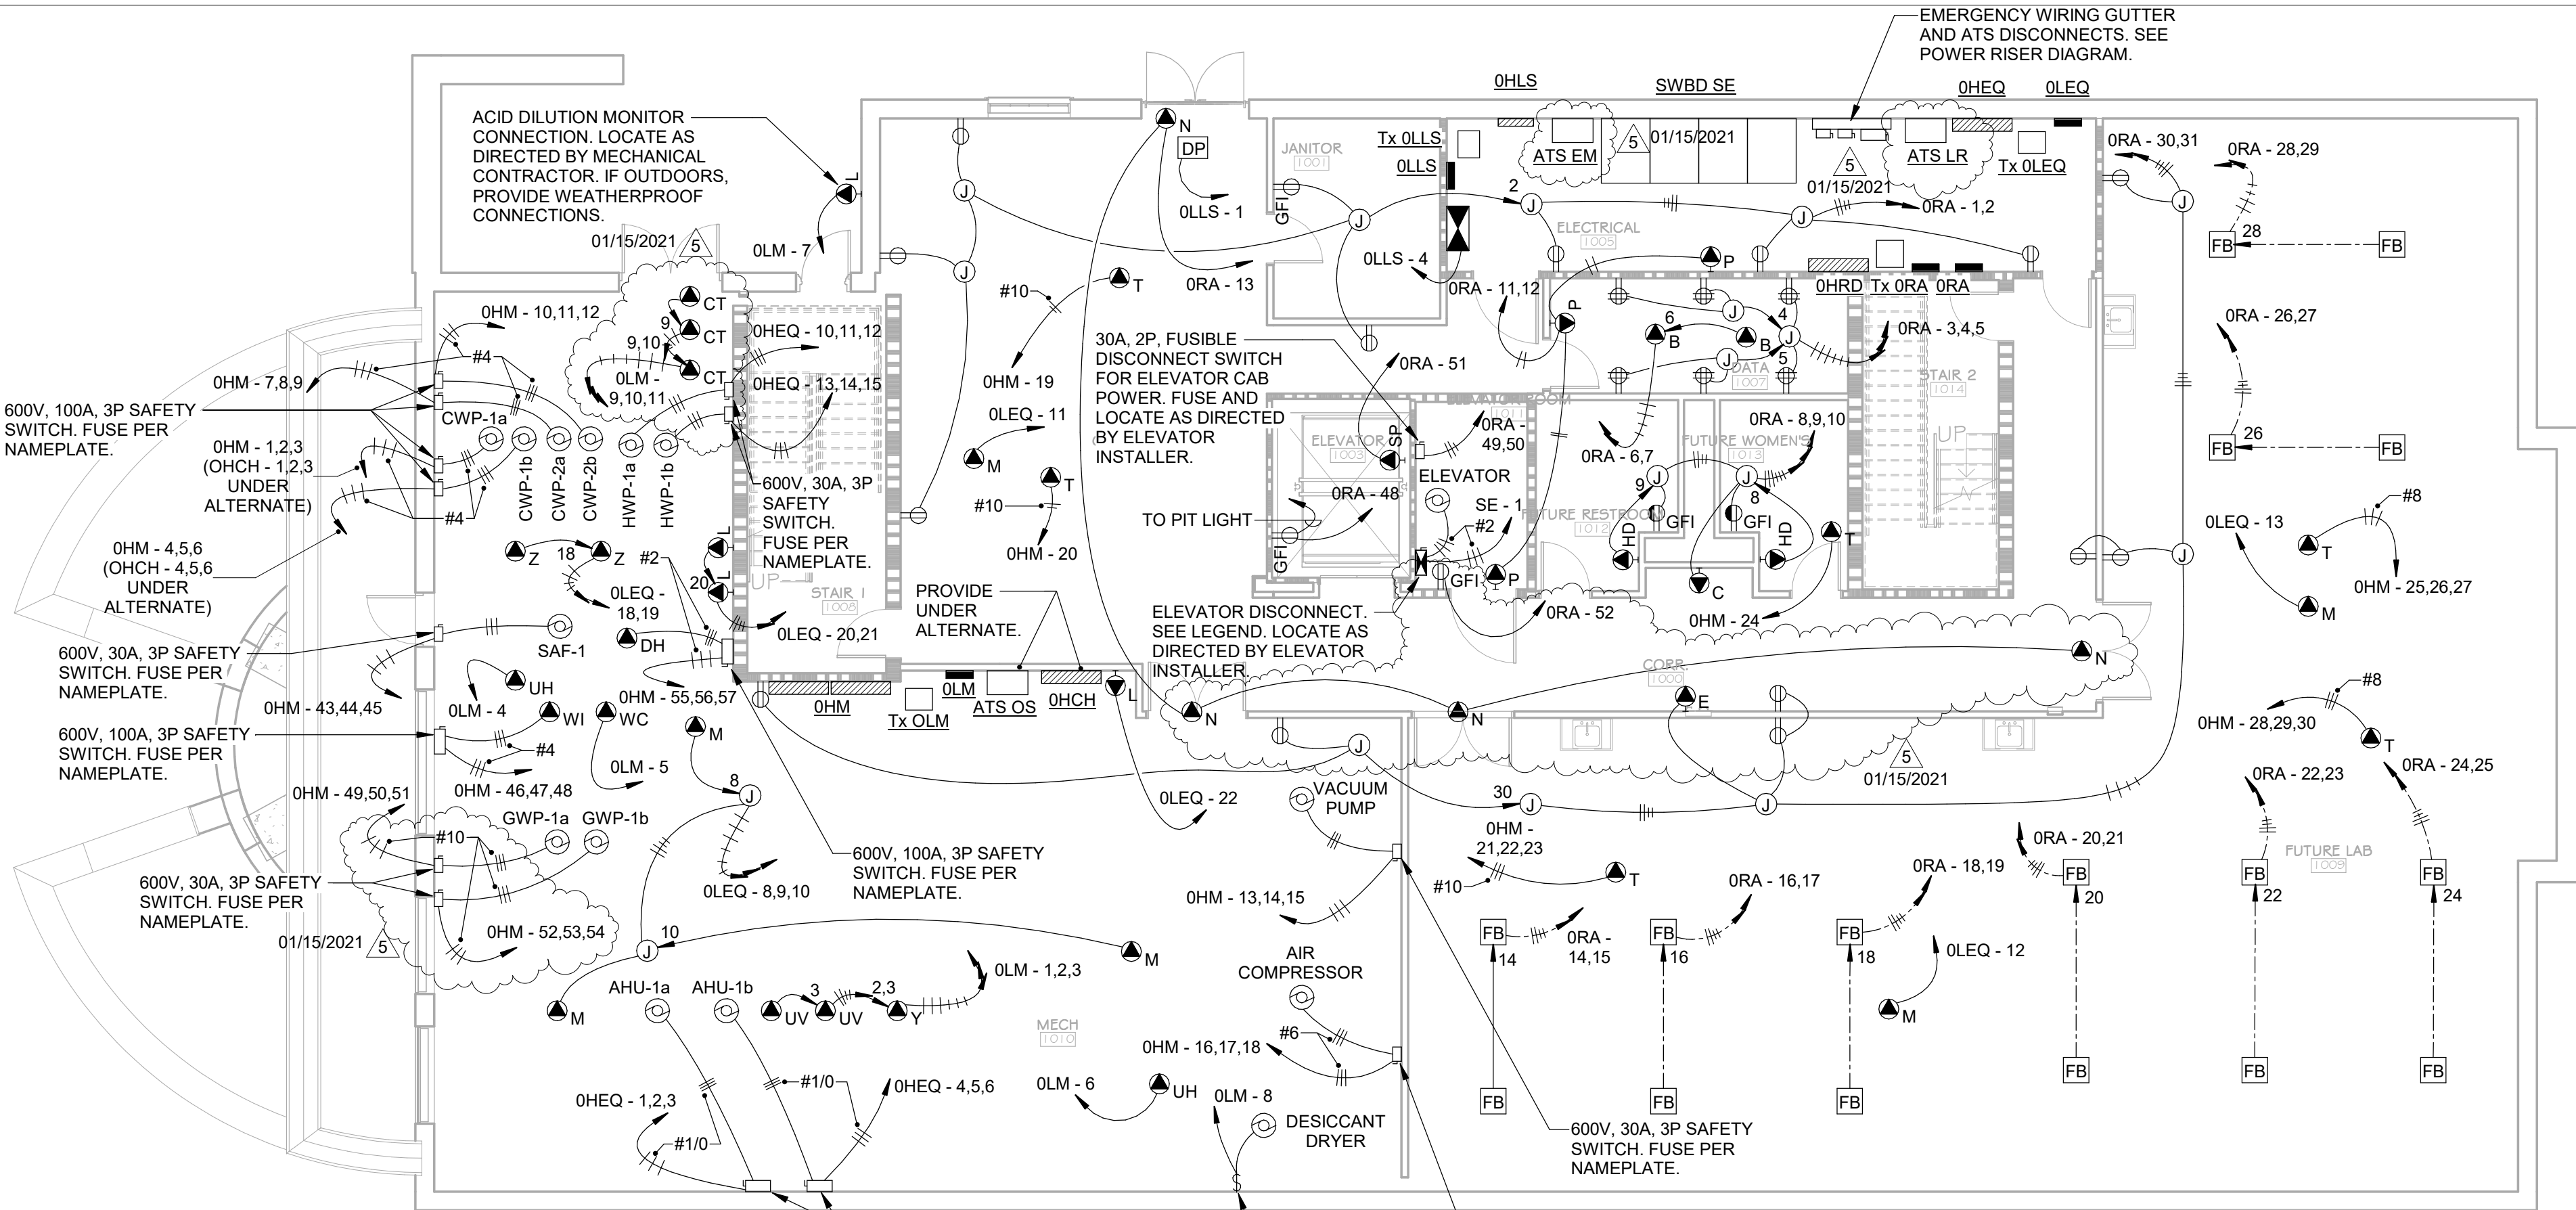 EMERGENCY WIRING GUTTER
AND ATS DISCONNECTS. SEE
POWER RISER DIAGRAM.
0HLS
SWBD SE
0HEQ
0LEQ
ACID DILUTION MONITOR
CONNECTION. LOCATE AS
DIRECTED BY MECHANICAL
CONTRACTOR. IF OUTDOORS,
PROVIDE WEATHERPROOF
CONNECTIONS.
L
0LM - 7
01/15/2021
5
N
DP
0LLS - 1
0RA - 13
J
J
JANITOR
1001
GFI
J
Tx 0LLS
0LLS
ATS EM
5
01/15/2021
5
01/15/2021
ATS LR
Tx 0LEQ
2
J
J
0RA - 1,2
ELECTRICAL
1005
0LLS - 4
0RA - 30,31
J
0RA - 28,29
28
FB
FB
0HM - 10,11,12
CT
9
CT
9,10
CT
0LM -
9,10,11
0HEQ - 10,11,12
0HEQ - 13,14,15
#4
0HM - 7,8,9
600V, 100A, 3P SAFETY
SWITCH. FUSE PER
NAMEPLATE.
0HM - 1,2,3
(OHCH - 1,2,3
UNDER
ALTERNATE)
CWP-1a
CWP-1b
CWP-2a
CWP-2b
HWP-1a
HWP-1b
#4
0HM - 4,5,6
(OHCH - 4,5,6
UNDER
ALTERNATE)
600V, 30A, 3P
SAFETY
SWITCH.
FUSE PER
NAMEPLATE.
#10
T
0HM - 19
0LEQ - 11
M
T
#10
0HM - 20
30A, 2P, FUSIBLE
DISCONNECT SWITCH
FOR ELEVATOR CAB
POWER. FUSE AND
LOCATE AS DIRECTED
BY ELEVATOR
INSTALLER.
0RA - 51
0RA - 11,12
P
P
6
B
B
J
4
J
J
5
DATA
1007
0HRD
Tx 0RA
0RA
0RA - 3,4,5
STAIR 2
1014
UP
0RA - 26,27
26
FB
FB
ELEVATOR ROOM
1011
0RA -
49,50
ELEVATOR
1003
SP
ELEVATOR
0RA - 48
SE - 1
#2
TO PIT LIGHT
GFI
GFI
P
0RA - 6,7
FUTURE WOMEN'S
1013
0RA - 8,9,10
9
J
J
8
GFI
GFI
FUTURE RESTROOM
1012
HD
HD
T
C
0HM - 24
0RA - 52
J
#8
0LEQ - 13
T
0HM - 25,26,27
M
Z
18
Z
0LEQ -
18,19
#2
L
20
L
UP
STAIR 1
1008
0LEQ - 20,21
PROVIDE
UNDER
ALTERNATE.
ELEVATOR DISCONNECT.
SEE LEGEND. LOCATE AS
DIRECTED BY ELEVATOR
INSTALLER.
600V, 30A, 3P SAFETY
SWITCH. FUSE PER
NAMEPLATE.
SAF-1
DH
0HM - 43,44,45
UH
0LM - 4
WI
WC
0HM - 55,56,57
M
0HM
Tx OLM
0LM
ATS OS
0HCH
L
N
N
N
CORR.
1000
E
#8
0HM - 28,29,30
T
600V, 100A, 3P SAFETY
SWITCH. FUSE PER
NAMEPLATE.
#4
0HM - 46,47,48
0LM - 5
8
J
J
5
01/15/2021
0RA - 22,23
0RA - 24,25
0LEQ - 22
VACUUM
PUMP
30
J
J
0HM - 49,50,51
GWP-1a
GWP-1b
#10
600V, 30A, 3P SAFETY
SWITCH. FUSE PER
NAMEPLATE.
01/15/2021
5
0HM - 52,53,54
0LEQ - 8,9,10
600V, 100A, 3P SAFETY
SWITCH. FUSE PER
NAMEPLATE.
0HM -
21,22,23
#10
T
0RA - 20,21
FB
20
FB
22
FUTURE LAB
1009
FB
24
0HM - 13,14,15
0RA - 16,17
0RA - 18,19
FB
14
0RA -
14,15
FB
16
FB
18
0LEQ - 12
M
10
J
M
AIR
COMPRESSOR
AHU-1a
AHU-1b
M
3
UV
UV
2,3
Y
0LM - 1,2,3
MECH
1010
#6
0HM - 16,17,18
#1/0
0HEQ - 4,5,6
0HEQ - 1,2,3
#1/0
0LM - 6
UH
0LM - 8
DESICCANT
DRYER
FB
FB
FB
FB
FB
FB
600V, 30A, 3P SAFETY
SWITCH. FUSE PER
NAMEPLATE.
S